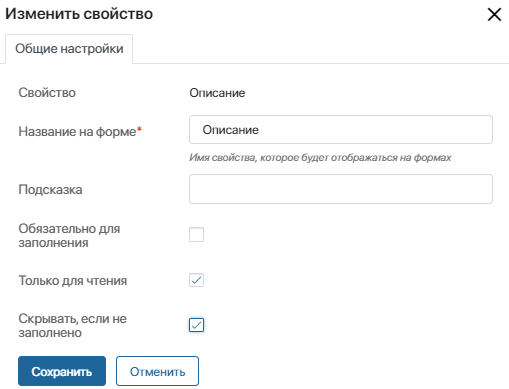 Изменить свойство
Общие настройки
Свойство
Описание
Название на форме*
Описание
Имя свойства, которое будет отображаться на формах
Подсказка
Обязательно для
заполнения
Только для чтения
Скрывать, если не
заполнено
Сохранить
Отменить